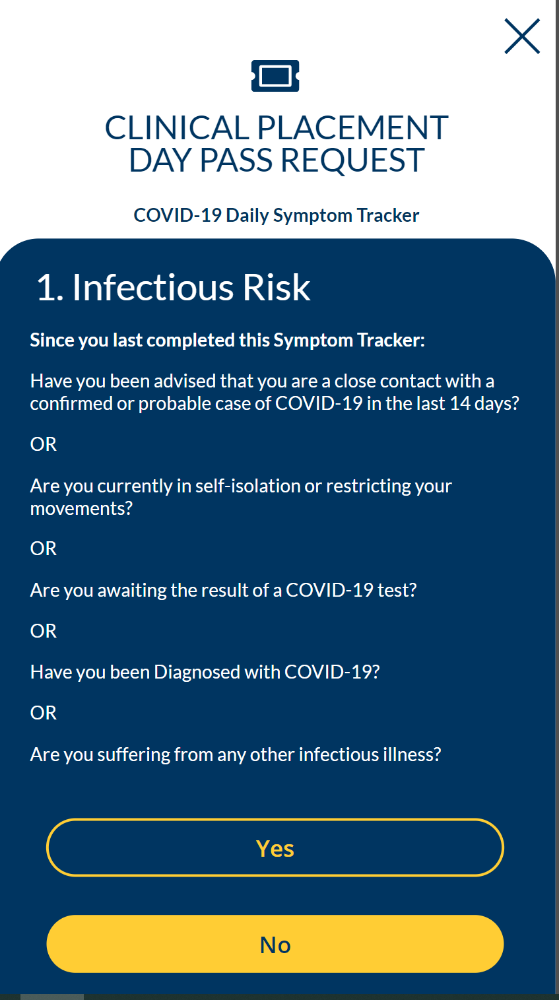 CLINICAL PLACEMENT
DAY PASS REQUEST
COVID-19 Daily Symptom Tracker
1. Infectious Risk
Since you last completed this Symptom Tracker:
Have you been advised that you are a close contact with a
confirmed or probable case of COVID-19 in the last 14 days?
OR
Are you currently in self-isolation or restricting your
movements?
OR
Are you awaiting the result of a COVID-19 test?
OR
Have you been Diagnosed with COVID-19?
OR
Are you suffering from any other infectious illness?
Yes
No